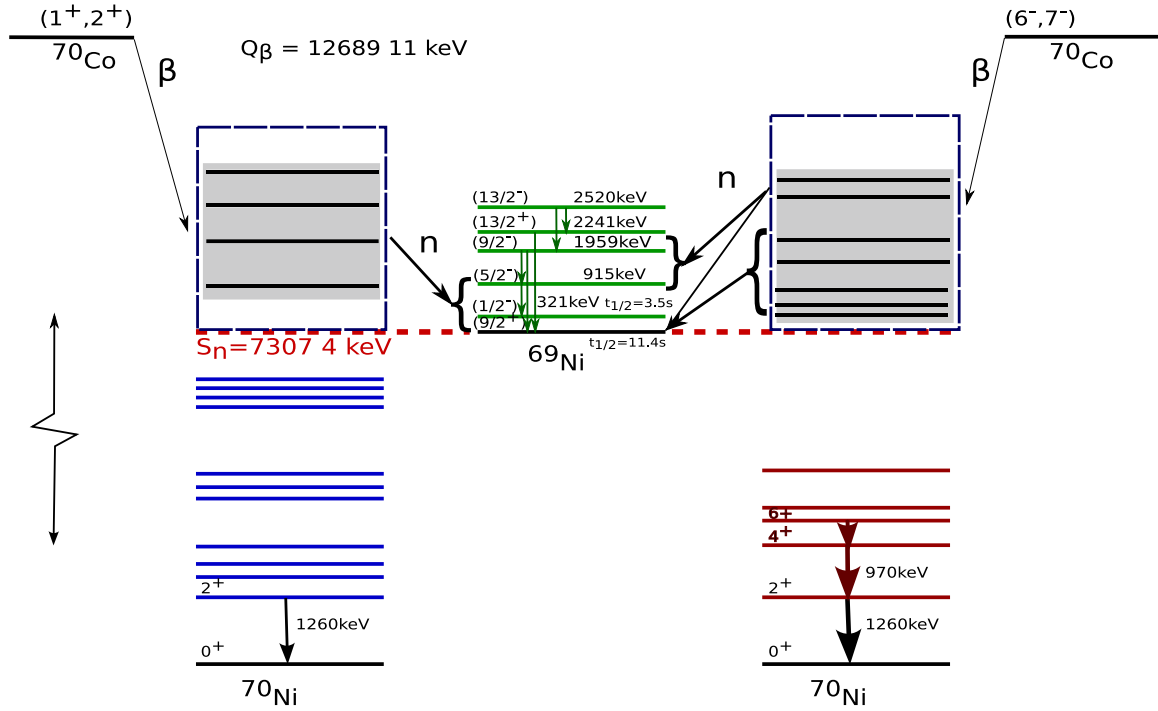 (1⁺,2⁺)
⁷⁰Co
β
Qβ = 12689 11 keV
(6⁻,7⁻)
⁷⁰Co
β
n
n
(13/2⁻) 2520keV
(13/2⁺) 2241keV
(9/2⁻) 1959keV
(5/2⁻) 915keV
(1/2⁻) 321keV t1/2=3.5s
(9/2⁺)
t1/2=11.4s
⁶⁹Ni
Sn=7307 4 keV
2⁺
1260keV
0⁺
⁷⁰Ni
6+
4⁺
970keV
2⁺
1260keV
0⁺
⁷⁰Ni